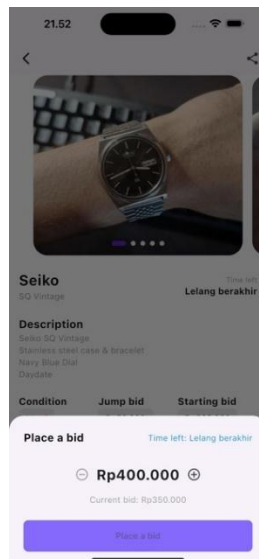 21.52
Seiko
Time left
SQ Vintage
Lelang berakhir
Description
Seiko SQ Vintage
Stainless steel case & bracelet
Navy Blue Dial
Daydate
Condition Jump bid Starting bid
Place a bid
Time left: Lelang berakhir
Rp400.000
Current bid: Rp350.000
Place a bid